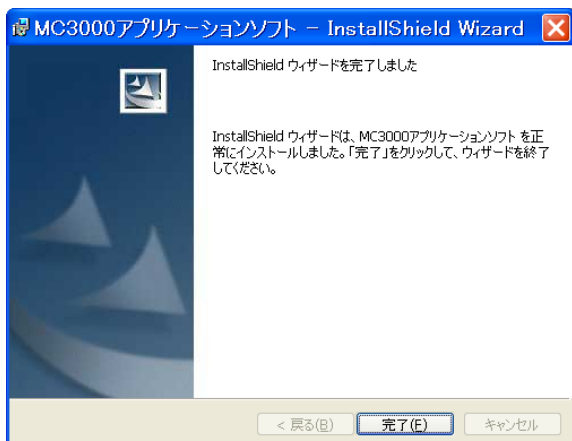 MC3000アプリケーションソフト － InstallShield Wizard
InstallShield ウィザードを完了しました
InstallShield ウィザードは、MC3000アプリケーションソフト を正
常にインストールしました。「完了」をクリックして、ウィザードを終了
してください。
< 戻る(B)
完了(F)
キャンセル